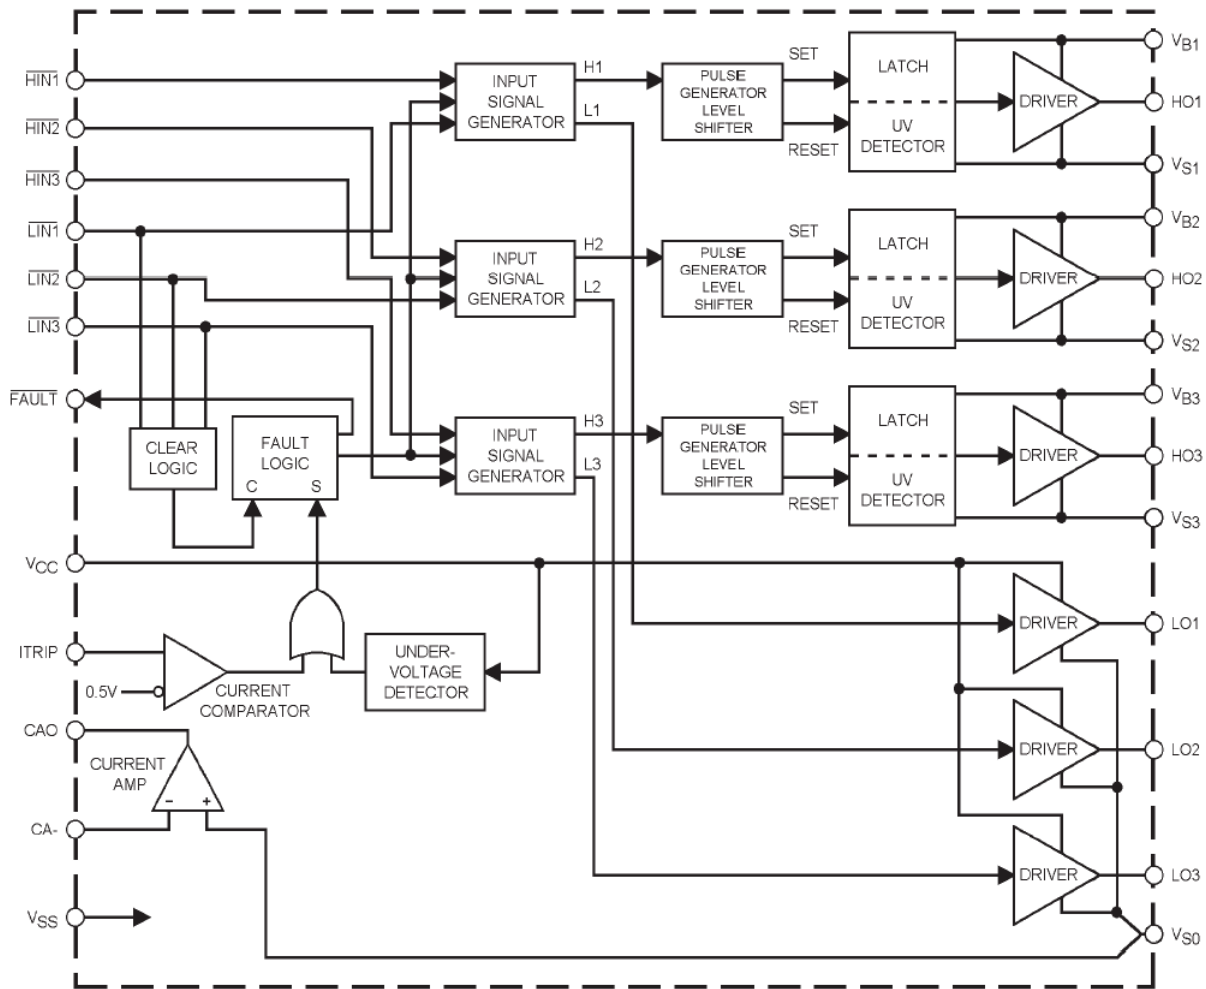 HIN1
HIN2
HIN3
LIN1
LIN2
LIN3
FAULT
VCC
ITRIP
0.5V
CAO
CA-
VSS
CLEAR
LOGIC
FAULT
LOGIC
C S
CURRENT
COMPARATOR
UNDER-
VOLTAGE
DETECTOR
CURRENT
AMP
- +
INPUT
SIGNAL
GENERATOR
H1
L1
PULSE
GENERATOR
LEVEL
SHIFTER
SET
RESET
LATCH
UV
DETECTOR
DRIVER
VB1
HO1
VS1
INPUT
SIGNAL
GENERATOR
H2
L2
PULSE
GENERATOR
LEVEL
SHIFTER
SET
RESET
LATCH
UV
DETECTOR
DRIVER
VB2
HO2
VS2
INPUT
SIGNAL
GENERATOR
H3
L3
PULSE
GENERATOR
LEVEL
SHIFTER
SET
RESET
LATCH
UV
DETECTOR
DRIVER
VB3
HO3
VS3
DRIVER
LO1
DRIVER
LO2
DRIVER
LO3
VS0